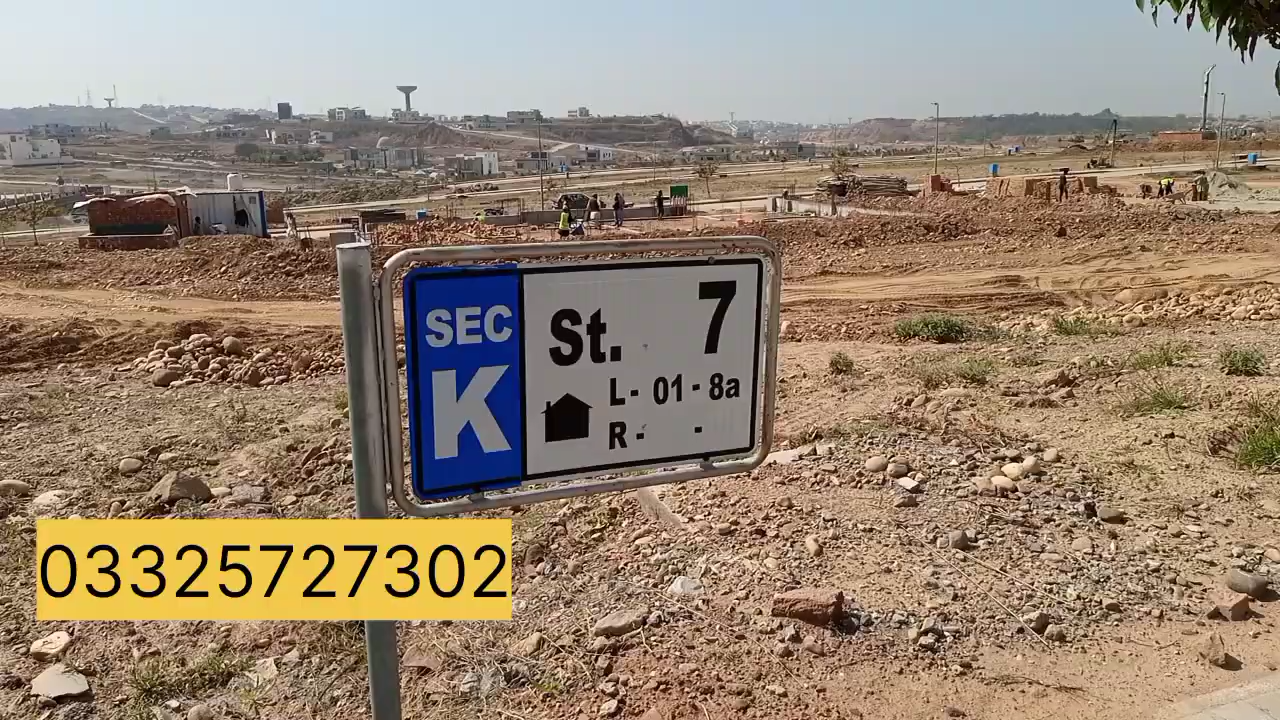 SEC
K
St. 7
L- 01 - 8a
R - -
03325727302